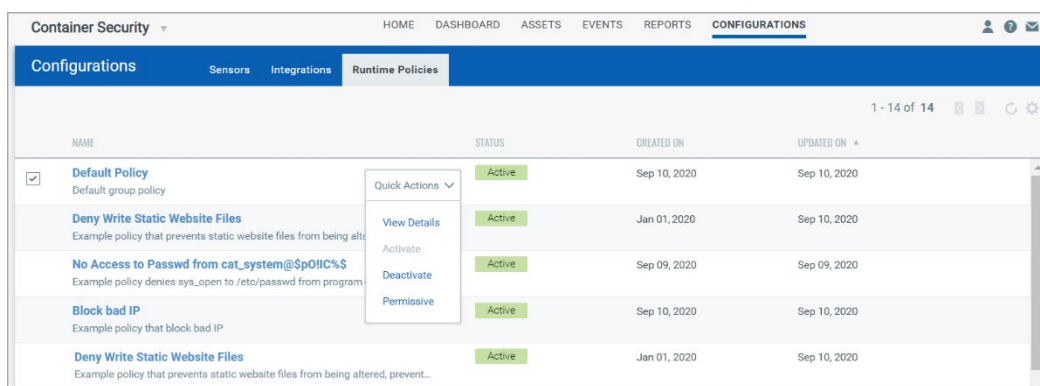 Container Security
HOME DASHBOARD ASSETS EVENTS REPORTS CONFIGURATIONS
Configurations Sensors Integrations Runtime Policies
1 - 14 of 14
NAME STATUS CREATED ON UPDATED ON
Default Policy Active Sep 10, 2020 Sep 10, 2020
Default group policy
Quick Actions
View Details
Activate
Deactivate
Permissive
Deny Write Static Website Files Active Jan 01, 2020 Sep 10, 2020
Example policy that prevents static website files from being
No Access to Passwd from cat_system@$pO!IC%$ Active Sep 09, 2020 Sep 09, 2020
Example policy denies sys_open to /etc/passwd from program
Block bad IP Active Sep 10, 2020 Sep 10, 2020
Example policy that block bad IP
Deny Write Static Website Files Active Jan 01, 2020 Sep 10, 2020
Example policy that prevents static website files from being altered, prevent...